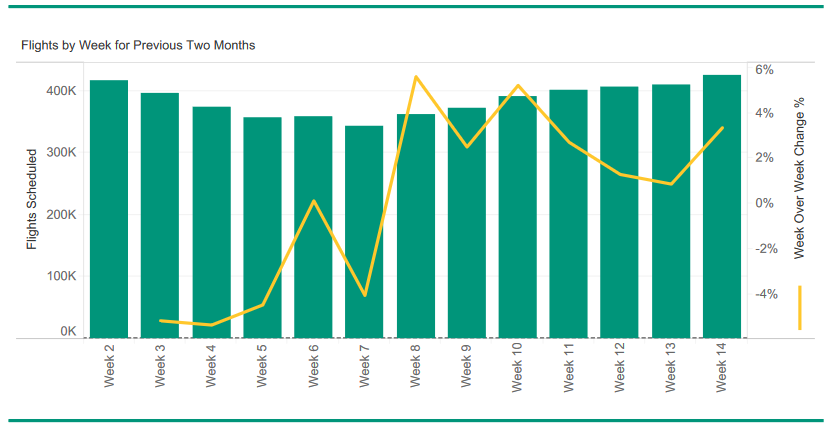 Flights by Week for Previous Two Months
400K
300K
200K
100K
0K
Flights Scheduled
6%
4%
2%
0%
-2%
-4%
Week Over Week Change %
Week 2
Week 3
Week 4
Week 5
Week 6
Week 7
Week 8
Week 9
Week 10
Week 11
Week 12
Week 13
Week 14